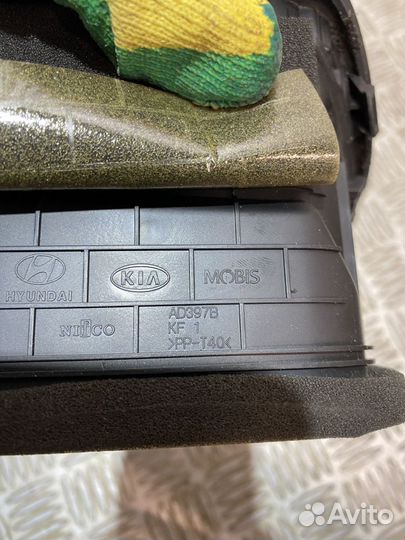 HYUNDAI
KIA
MOBIS
NIFCO
AD397B
KF 1
>PP-T40<
Avito